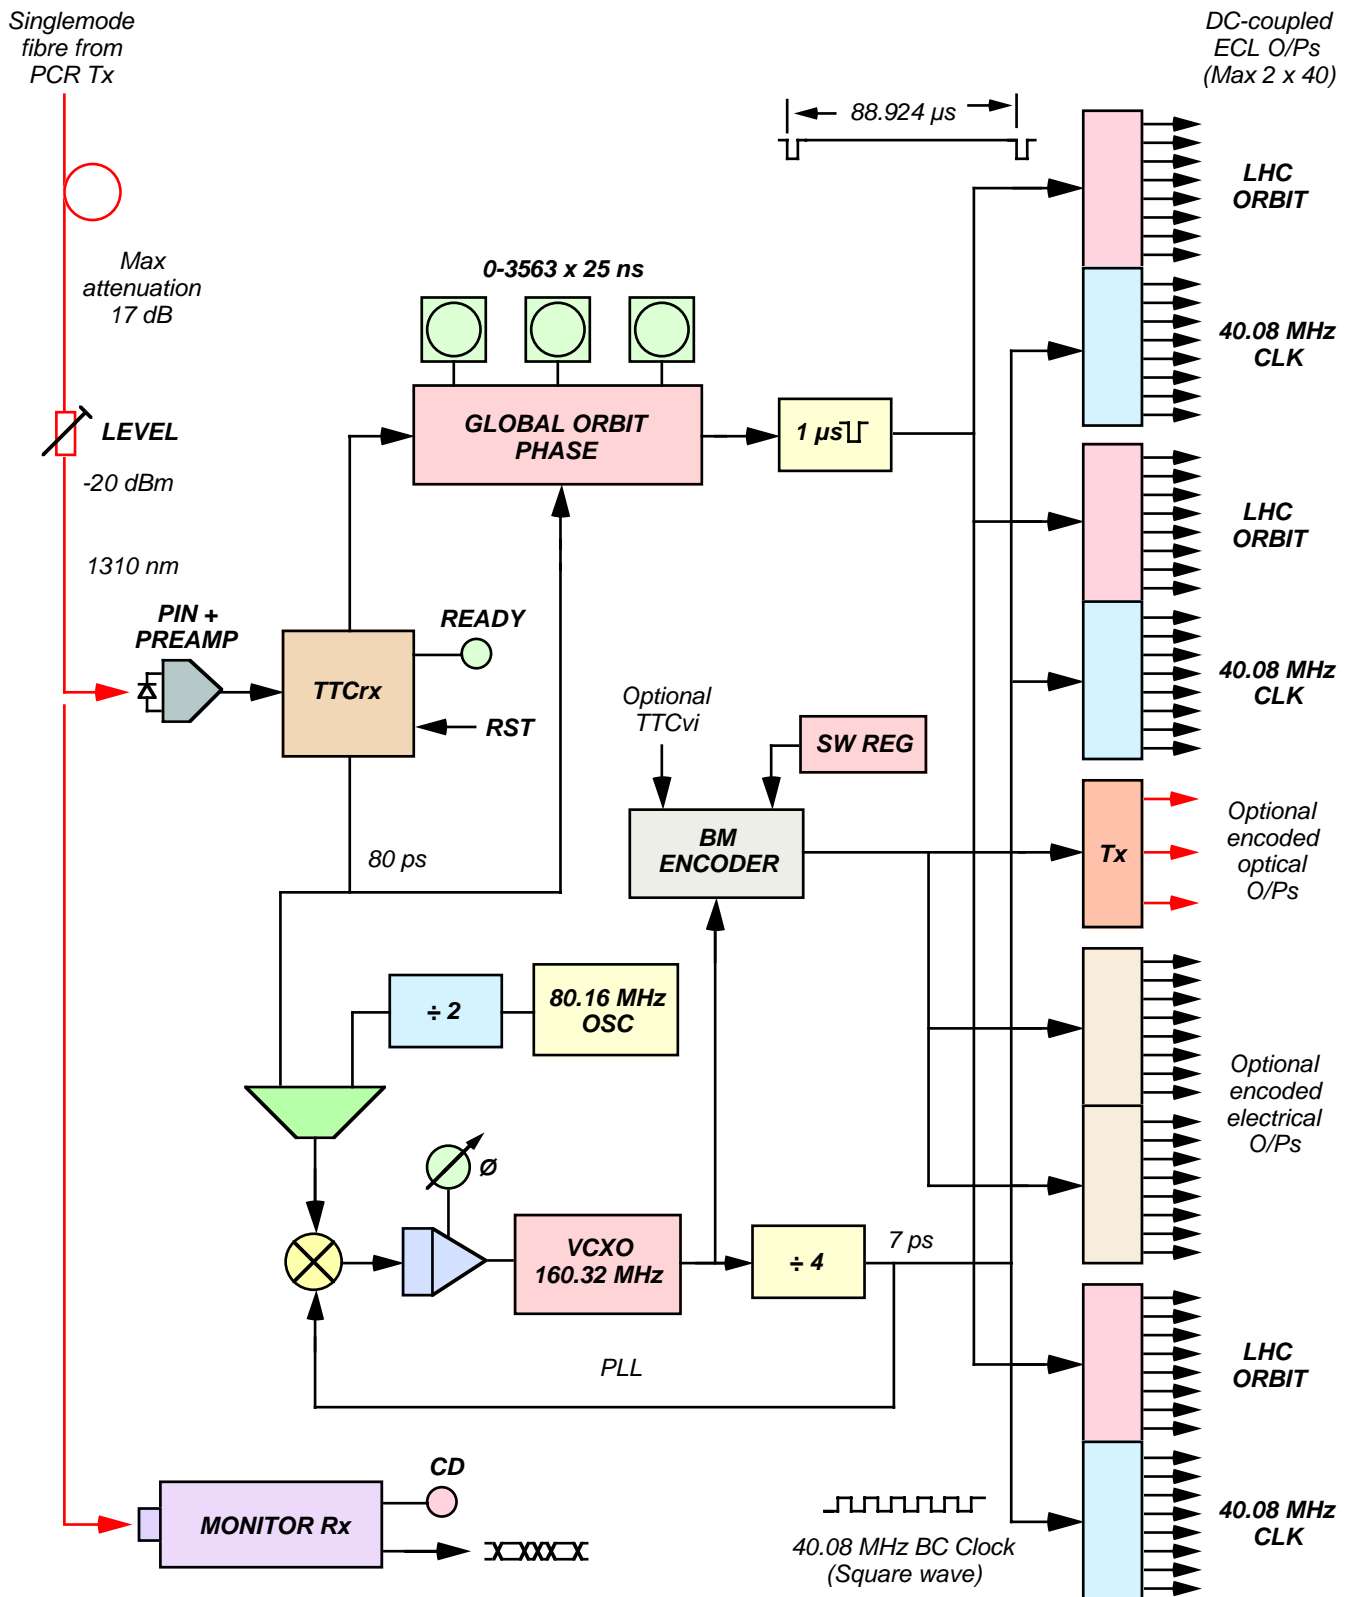 Singlemode
fibre from
PCR Tx
DC-coupled
ECL O/Ps
(Max 2 x 40)
88.924 µs
LHC
ORBIT
Max
attenuation
17 dB
0-3563 x 25 ns
40.08 MHz
CLK
LEVEL
GLOBAL ORBIT
PHASE
1 µs
-20 dBm
LHC
ORBIT
1310 nm
PIN +
PREAMP
READY
TTCrx
RST
Optional
TTCvi
SW REG
40.08 MHz
CLK
BM
ENCODER
Tx
Optional
encoded
optical
O/Ps
80 ps
÷ 2
80.16 MHz
OSC
Optional
encoded
electrical
O/Ps
Ø
VCXO
160.32 MHz
÷ 4
7 ps
PLL
LHC
ORBIT
CD
MONITOR Rx
40.08 MHz BC Clock
(Square wave)
40.08 MHz
CLK